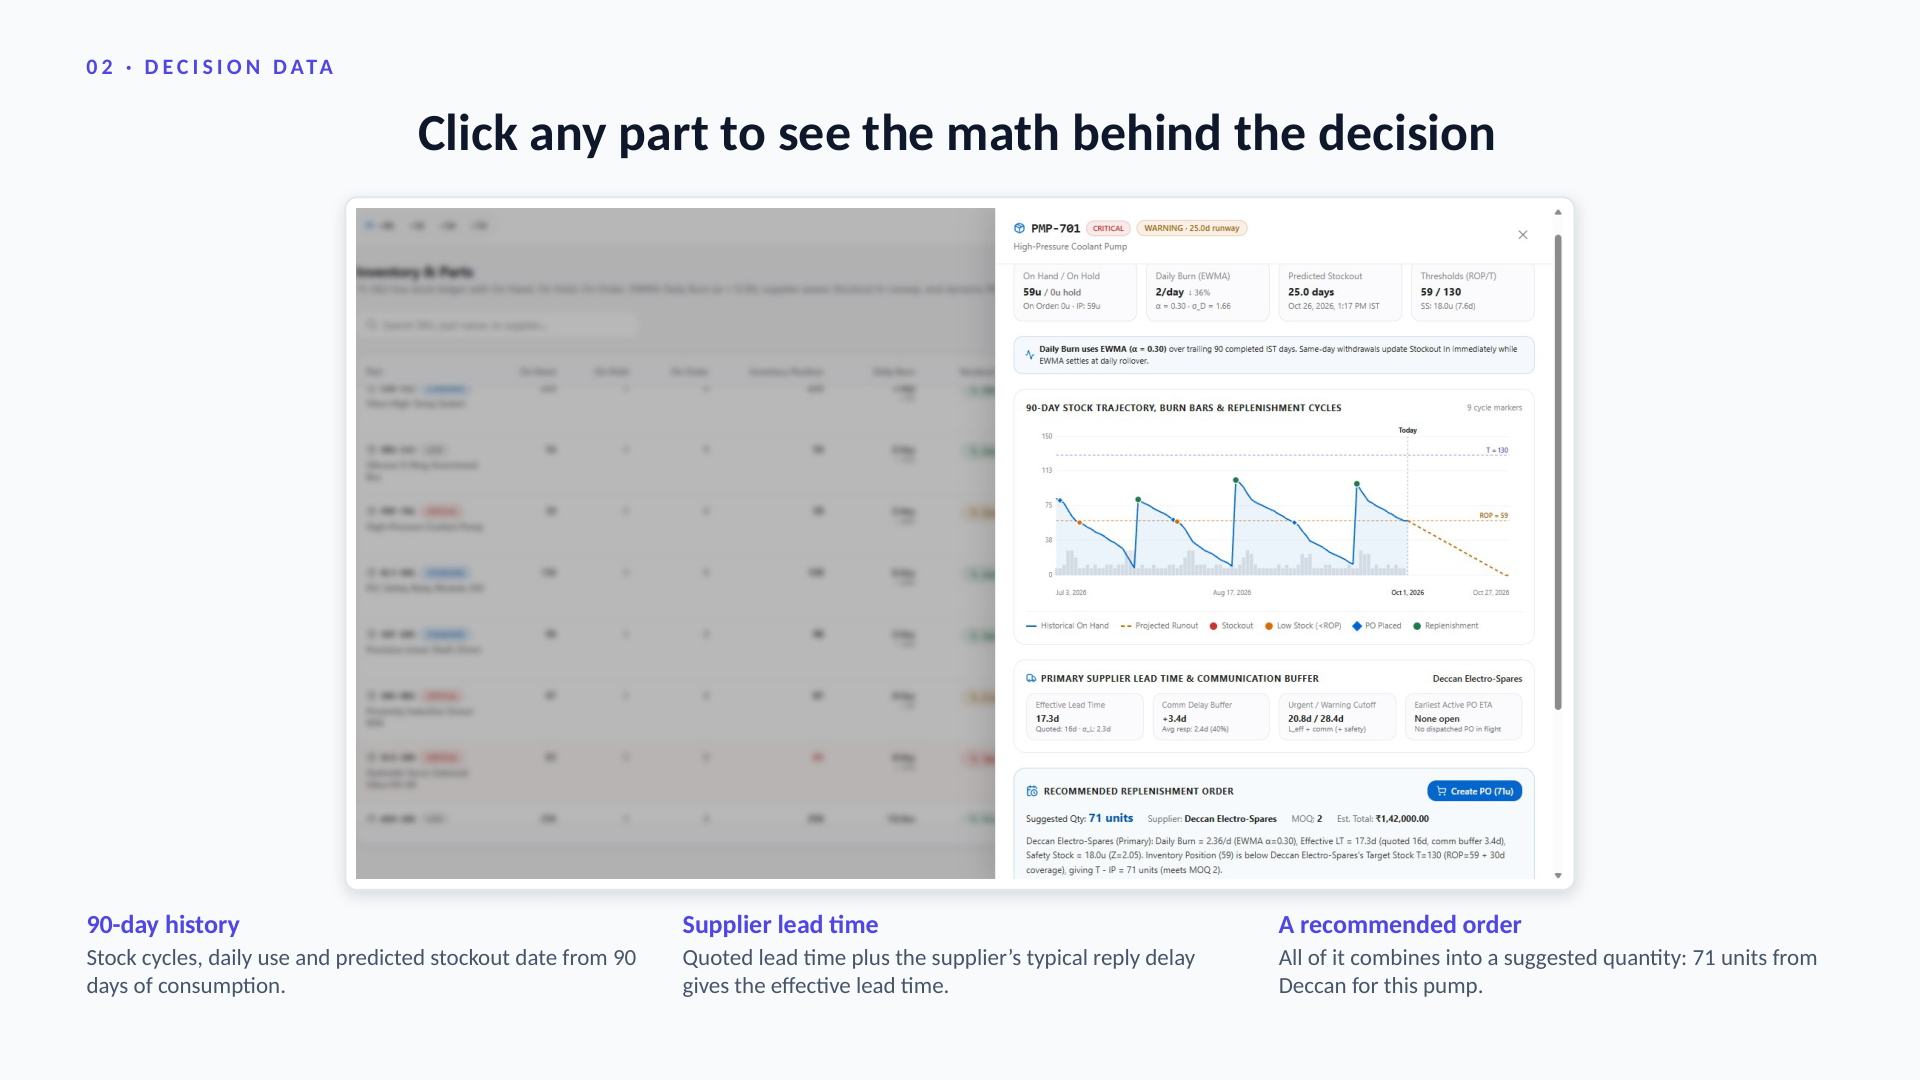 02 · DECISION DATA
Click any part to see the math behind the decision
Inventory & Parts
PMP-701 CRITICAL WARNING · 25.0d runway
High-Pressure Coolant Pump
On Hand / On Hold
59u / 0u hold
On Order: 0u · IP: 59u
Daily Burn (EWMA)
2/day ↓ 36%
α = 0.30 · σ_D = 1.66
Predicted Stockout
25.0 days
Oct 26, 2026, 1:17 PM IST
Thresholds (ROP/T)
59 / 130
SS: 18.0u (7.6d)
Daily Burn uses EWMA (α = 0.30) over trailing 90 completed IST days. Same-day withdrawals update Stockout In immediately while
EWMA settles at daily rollover.
90-DAY STOCK TRAJECTORY, BURN BARS & REPLENISHMENT CYCLES 9 cycle markers
Today
150
T = 130
113
75
ROP = 59
38
0
Jul 3, 2026 Aug 17, 2026 Oct 1, 2026 Oct 27, 2026
Historical On Hand Projected Runout Stockout Low Stock (<ROP) PO Placed Replenishment
PRIMARY SUPPLIER LEAD TIME & COMMUNICATION BUFFER Deccan Electro-Spares
Effective Lead Time
17.3d
Quoted: 16d · σ_L: 2.3d
Comm Delay Buffer
+3.4d
Avg resp: 2.4d (40%)
Urgent / Warning Cutoff
20.8d / 28.4d
L_eff + comm (+ safety)
Earliest Active PO ETA
None open
No dispatched PO in flight
RECOMMENDED REPLENISHMENT ORDER Create PO (71u)
Suggested Qty: 71 units Supplier: Deccan Electro-Spares MOQ: 2 Est. Total: ₹1,42,000.00
Deccan Electro-Spares (Primary): Daily Burn = 2.36/d (EWMA α=0.30), Effective LT = 17.3d (quoted 16d, comm buffer 3.4d),
Safety Stock = 18.0u (Z=2.05). Inventory Position (59) is below Deccan Electro-Spares's Target Stock T=130 (ROP=59 + 30d
coverage), giving T - IP = 71 units (meets MOQ 2).
90-day history
Stock cycles, daily use and predicted stockout date from 90
days of consumption.
Supplier lead time
Quoted lead time plus the supplier’s typical reply delay
gives the effective lead time.
A recommended order
All of it combines into a suggested quantity: 71 units from
Deccan for this pump.